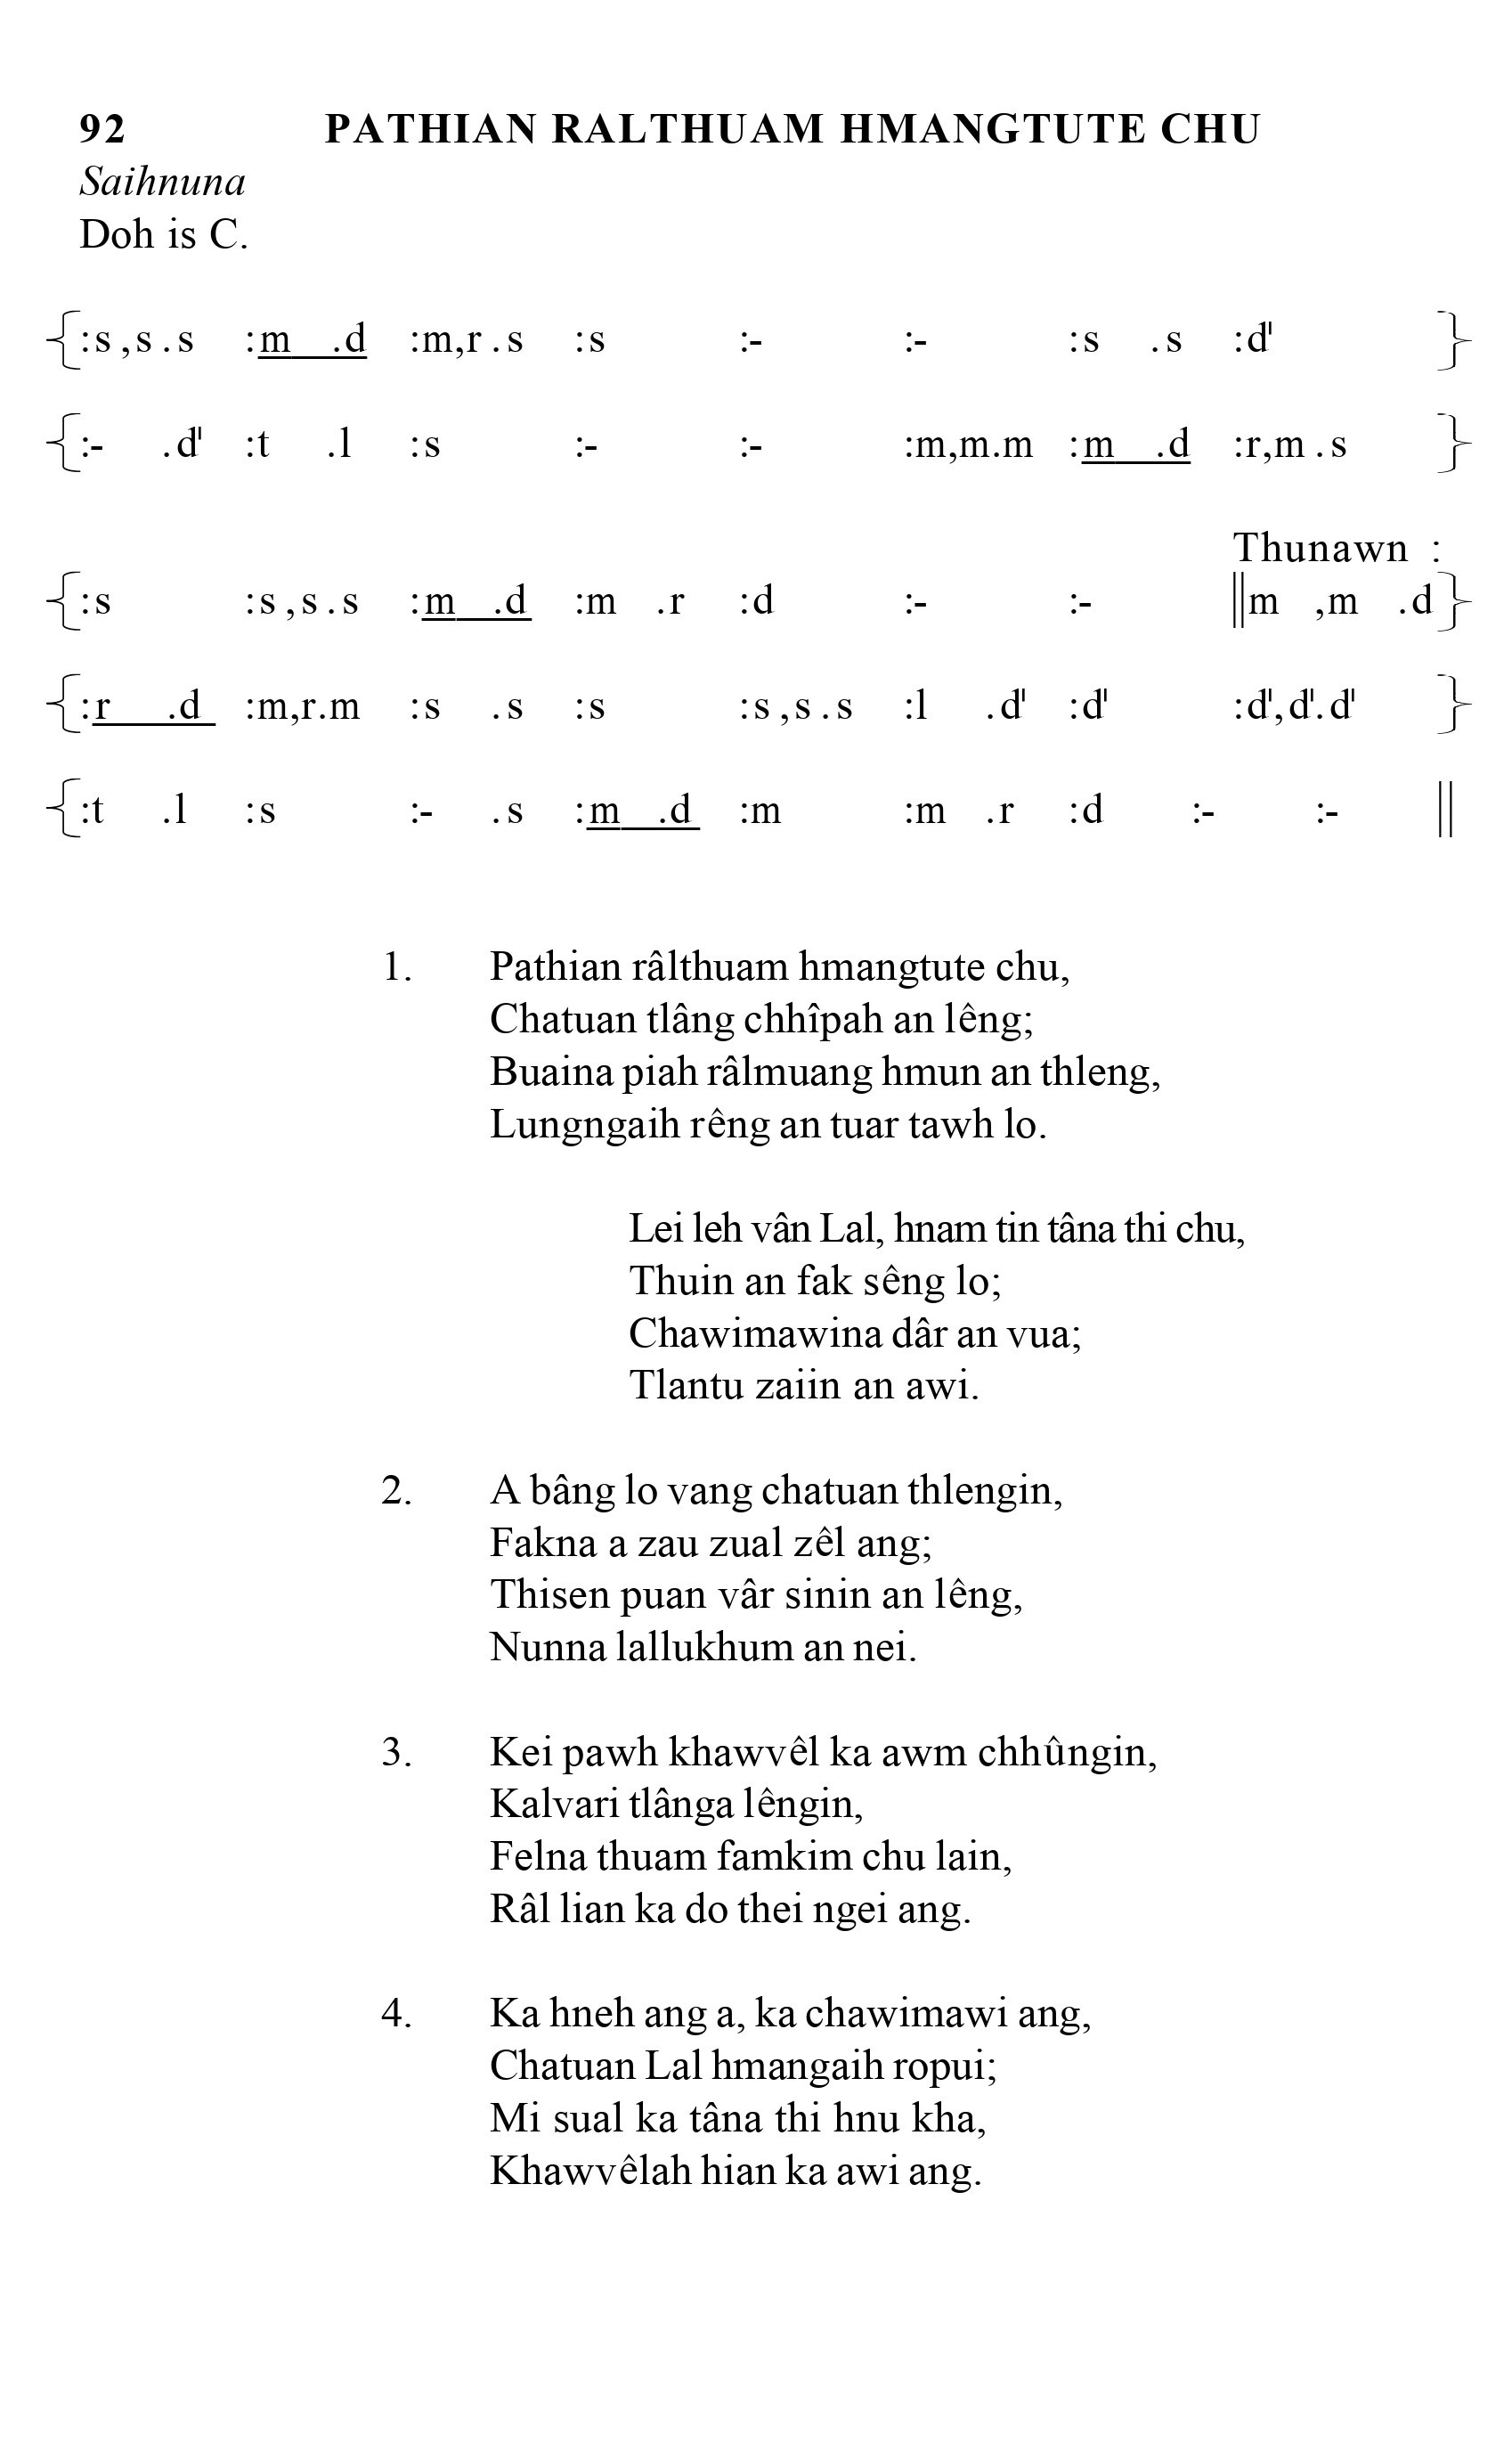 92 PATHIAN RALTHUAM HMANGTUTE CHU
Saihnuna
Doh is C.
{:s ,s . s :m .d :m,r . s :s :- :- :s . s :d' }
{:- . d' :t . l :s :- :- :m,m.m :m .d :r,m . s }
Thunawn :
{:s :s ,s . s :m .d :m . r :d :- :- ||m ,m . d}
{:r .d :m,r.m :s . s :s :s ,s . s :l . d' :d' :d',d'.d' }
{:t . l :s :- . s :m .d :m :m . r :d :- :- ||
1. Pathian râlthuam hmangtute chu,
Chatuan tlâng chhîpah an lêng;
Buaina piah râlmuang hmun an thleng,
Lungngaih rêng an tuar tawh lo.
Lei leh vân Lal, hnam tin tâna thi chu,
Thuin an fak sêng lo;
Chawimawina dâr an vua;
Tlantu zaiin an awi.
2. A bâng lo vang chatuan thlengin,
Fakna a zau zual zêl ang;
Thisen puan vâr sinin an lêng,
Nunna lallukhum an nei.
3. Kei pawh khawvêl ka awm chhûngin,
Kalvari tlânga lêngin,
Felna thuam famkim chu lain,
Râl lian ka do thei ngei ang.
4. Ka hneh ang a, ka chawimawi ang,
Chatuan Lal hmangaih ropui;
Mi sual ka tâna thi hnu kha,
Khawvêlah hian ka awi ang.